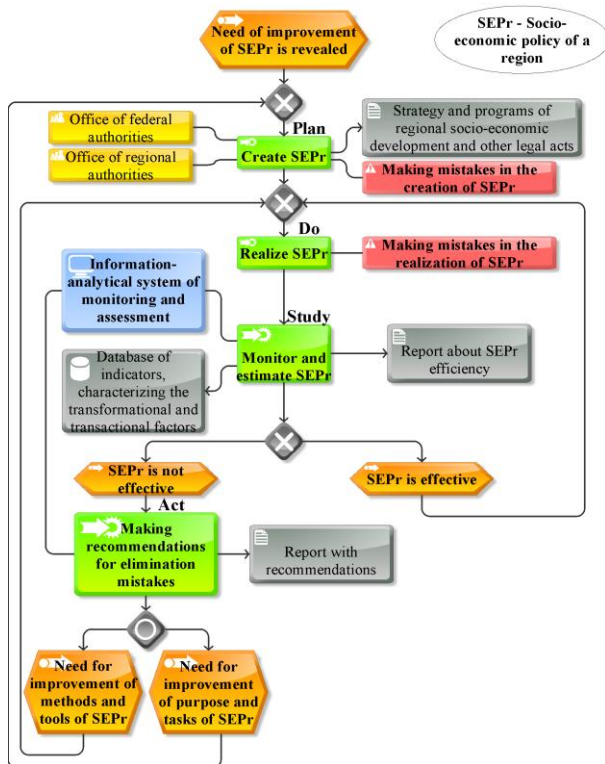 Need of improvement
of SEPr is revealed
SEPr - Socio-
economic policy of a
region
Plan
Office of federal
authorities
Office of regional
authorities
Create SEPr
Strategy and programs of
regional socio-economic
development and other legal acts
Making mistakes in the
creation of SEPr
Do
Realize SEPr
Making mistakes in the
realization of SEPr
Information-
analytical system of
monitoring and
assessment
Study
Monitor and
estimate SEPr
Report about SEPr
efficiency
Database of
indicators,
characterizing the
transformational and
transactional factors
SEPr is not
effective
SEPr is effective
Act
Making
recommendations
for elimination
mistakes
Report with
recommendations
Need for
improvement of
methods and
tools of SEPr
Need for
improvement
of purpose and
tasks of SEPr